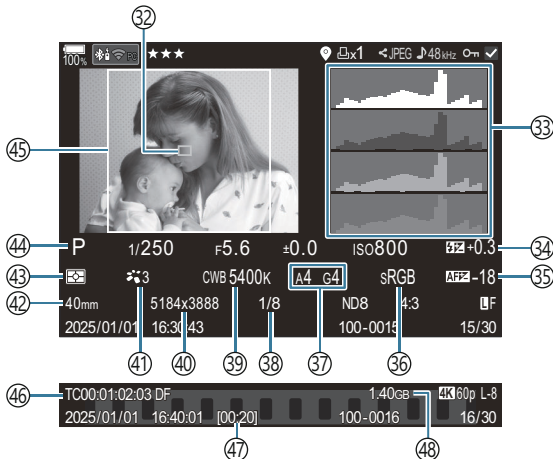 ㉜
100% PC ★★★ x1 JPEG 48kHz
㉝
㊺
㊹ P 1/250 F5.6 ±0.0 ISO800 +0.3 ㉞
㊸ 3 CWB 5400K A4 G4 sRGB AF -18 ㉟
㊷ 40mm 5184x3888 1/8 ND8 4:3 LF
2025/01/01 16:30:43 100-0015 15/30
㊶ ㊵ ㊴ ㊳ ㊲ ㊱
㊻ TC00:01:02:03 DF 1.40GB 4K 60p L-8
2025/01/01 16:40:01 [00:20] 100-0016 16/30
㊼ ㊽